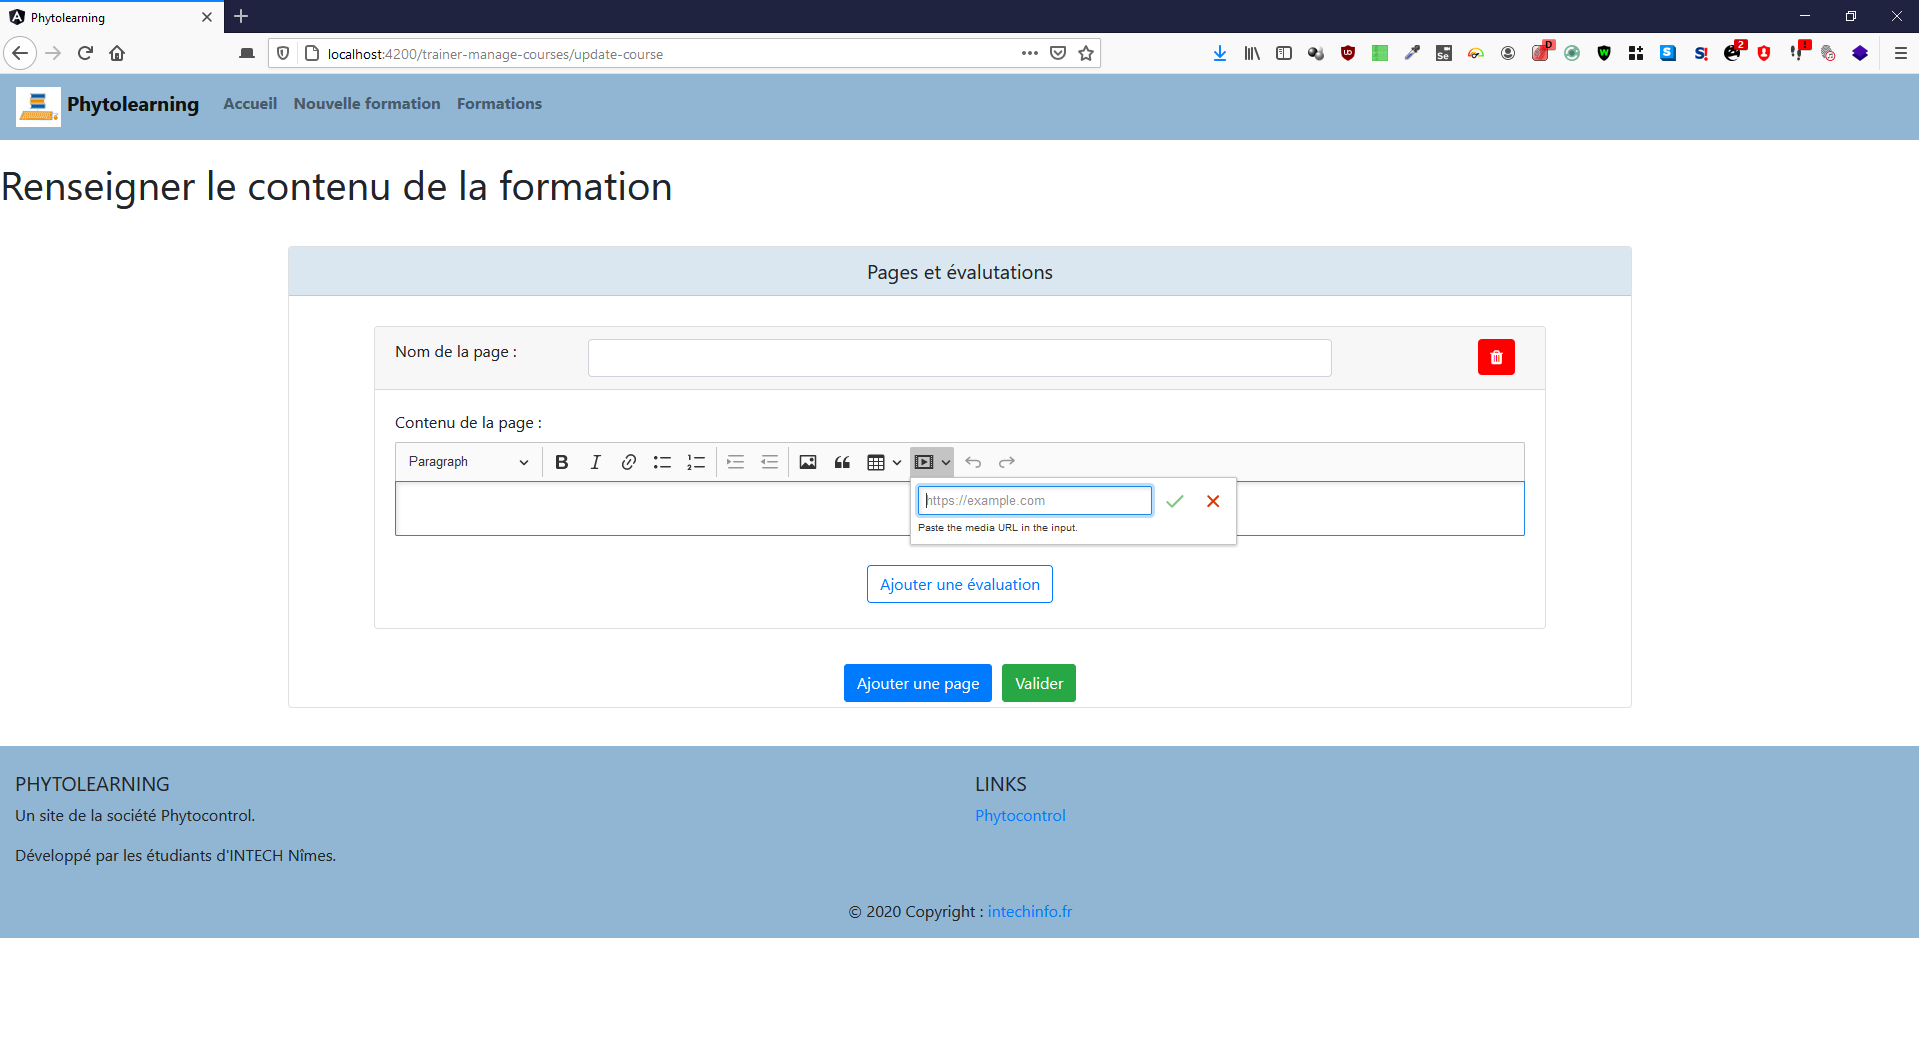 Phytolearning
localhost:4200/trainer-manage-courses/update-course
Phytolearning Accueil Nouvelle formation Formations
Renseigner le contenu de la formation
Pages et évalutations
Nom de la page :
Contenu de la page :
Paragraph
https://example.com
Paste the media URL in the input.
Ajouter une évaluation
Ajouter une page Valider
PHYTOLEARNING
Un site de la société Phytocontrol.
Développé par les étudiants d'INTECH Nîmes.
LINKS
Phytocontrol
© 2020 Copyright : intechinfo.fr